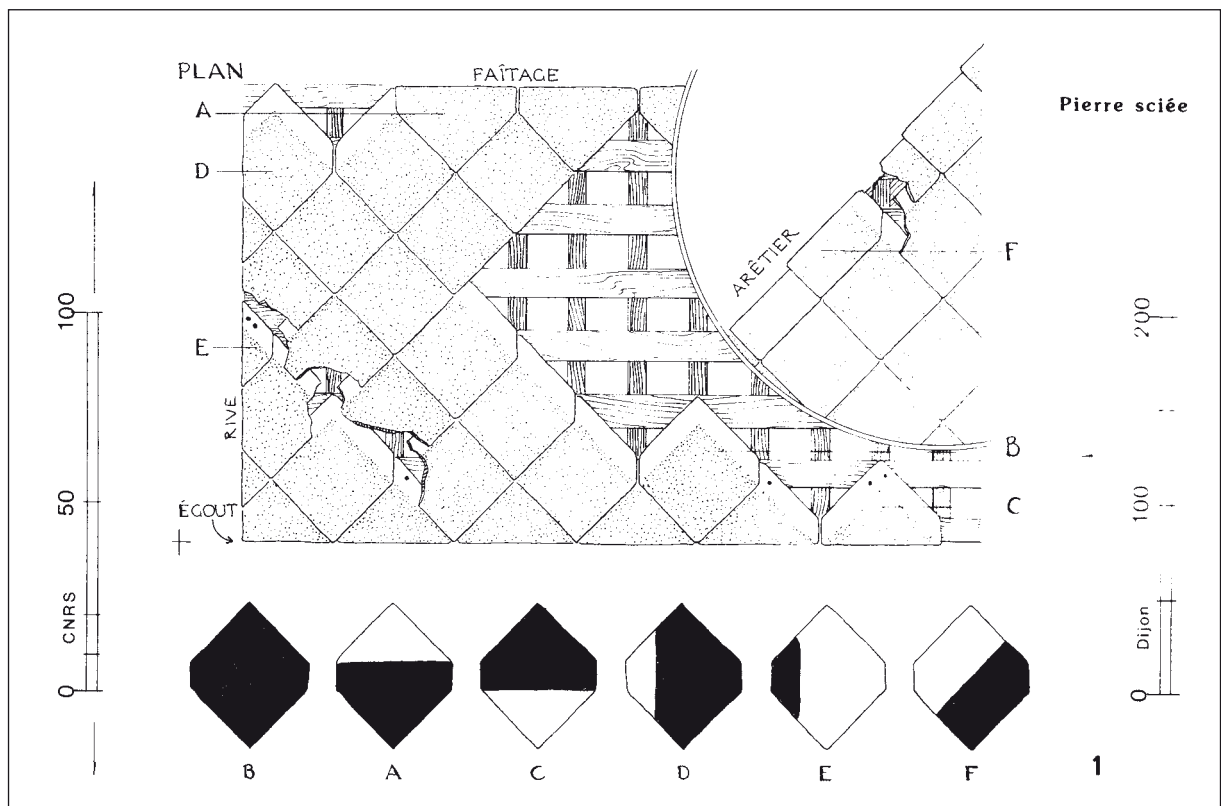 PLAN
FAÎTAGE
A
Pierre sciée
D
F
ARÊTIER
100
200
E
RIVE
B
50
ÉGOUT
C
100
CNRS
Dijon
0
0
B
A
C
D
E
F
1